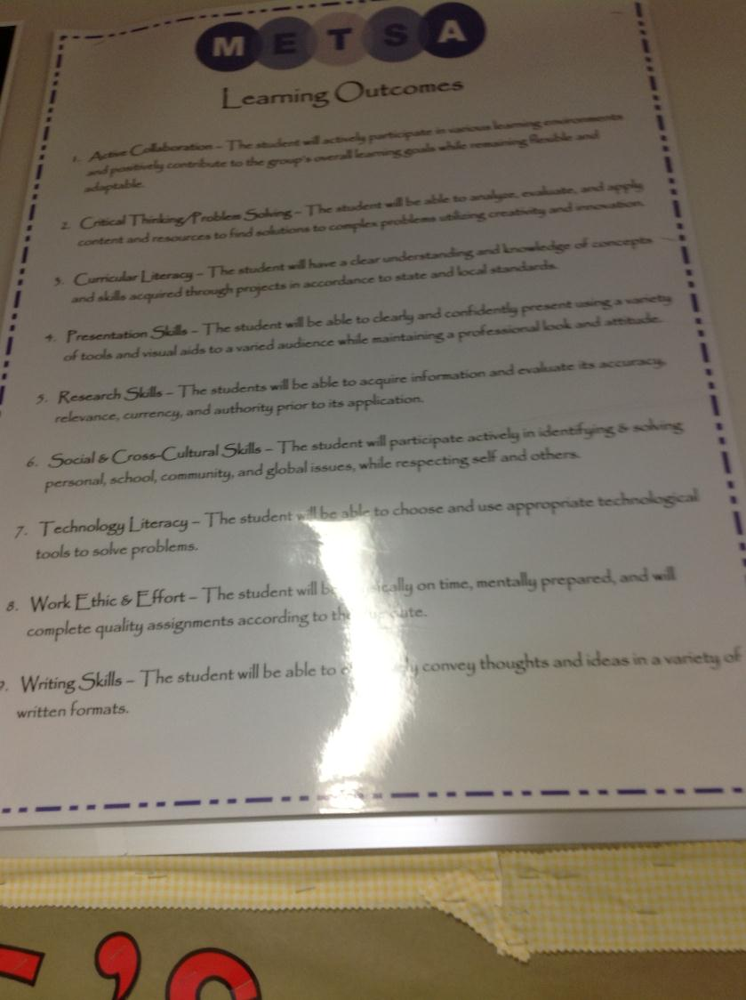 METSA
Learning Outcomes
1. Active Collaboration – The student will actively participate in various learning environments
and positively contribute to the group's overall learning goals while remaining flexible and
adaptable.
2. Critical Thinking/Problem Solving – The student will be able to analyze, evaluate, and apply
content and resources to find solutions to complex problems utilizing creativity and innovation.
3. Curricular Literacy – The student will have a clear understanding and knowledge of concepts
and skills acquired through projects in accordance to state and local standards.
4. Presentation Skills – The student will be able to clearly and confidently present using a variety
of tools and visual aids to a varied audience while maintaining a professional look and attitude.
5. Research Skills – The students will be able to acquire information and evaluate its accuracy,
relevance, currency, and authority prior to its application.
6. Social & Cross-Cultural Skills – The student will participate actively in identifying & solving
personal, school, community, and global issues, while respecting self and others.
7. Technology Literacy – The student will be able to choose and use appropriate technological
tools to solve problems.
8. Work Ethic & Effort – The student will be on time, mentally prepared, and will
complete quality assignments according to the
9. Writing Skills – The student will be able to convey thoughts and ideas in a variety of
written formats.